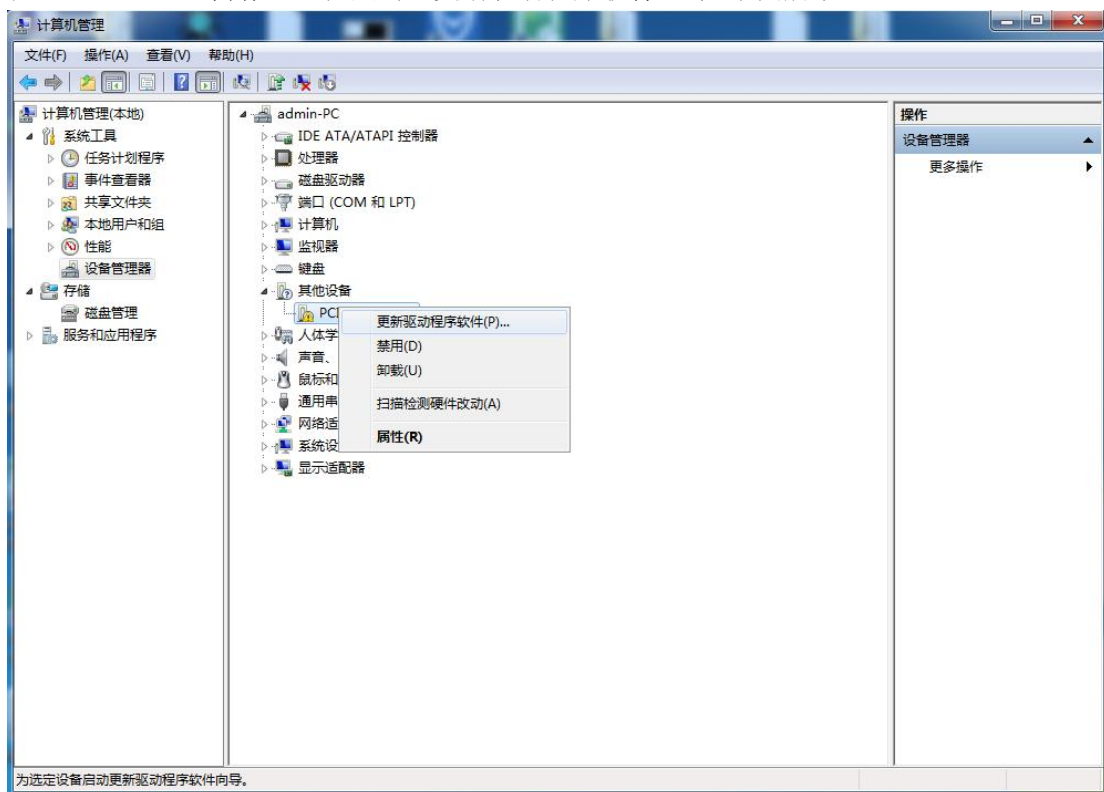 计算机管理
文件(F) 操作(A) 查看(V) 帮助(H)
计算机管理(本地)
系统工具
任务计划程序
事件查看器
共享文件夹
本地用户和组
性能
设备管理器
存储
磁盘管理
服务和应用程序
admin-PC
IDE ATA/ATAPI 控制器
处理器
磁盘驱动器
端口 (COM 和 LPT)
计算机
监视器
键盘
其他设备
PCI
人体学
声音、
鼠标和
通用串
网络适
系统设
显示适配器
更新驱动程序软件(P)...
禁用(D)
卸载(U)
扫描检测硬件改动(A)
属性(R)
操作
设备管理器
更多操作
为选定设备启动更新驱动程序软件向导。